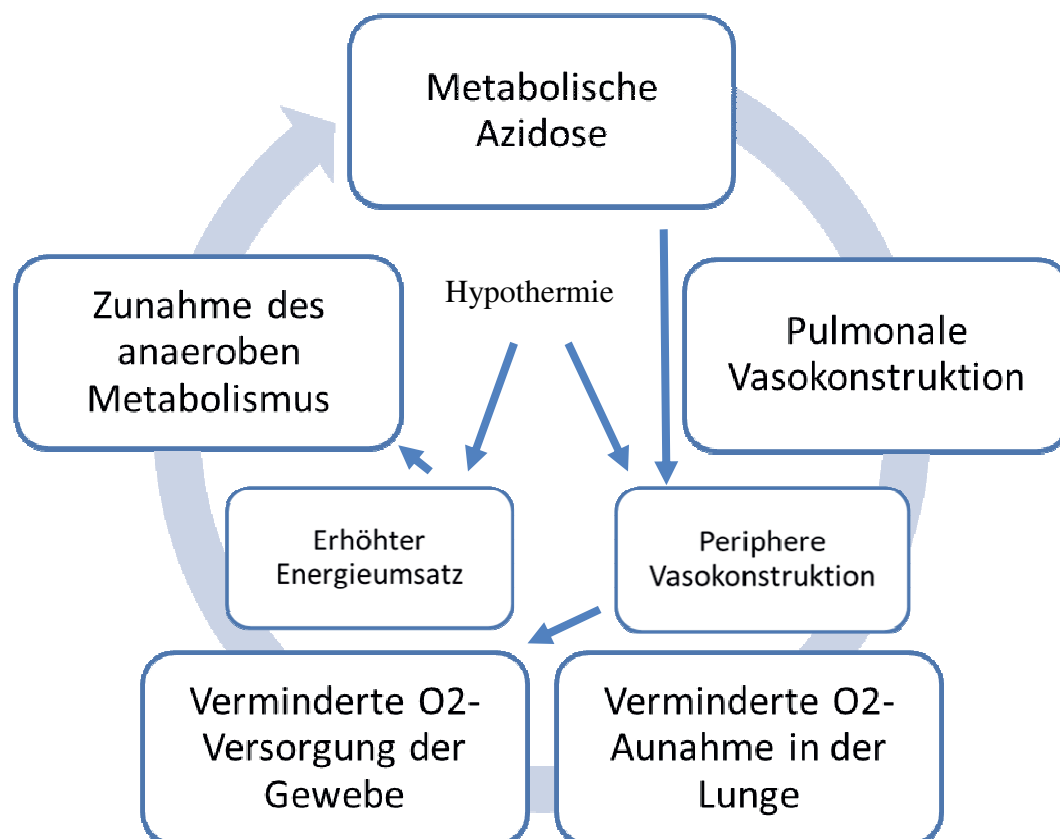 Metabolische
Azidose
Hypothermie
Zunahme des
anaeroben
Metabolismus
Pulmonale
Vasokonstruktion
Erhöhter
Energieumsatz
Periphere
Vasokonstruktion
Verminderte O2-
Versorgung der
Gewebe
Verminderte O2-
Aunahme in der
Lunge